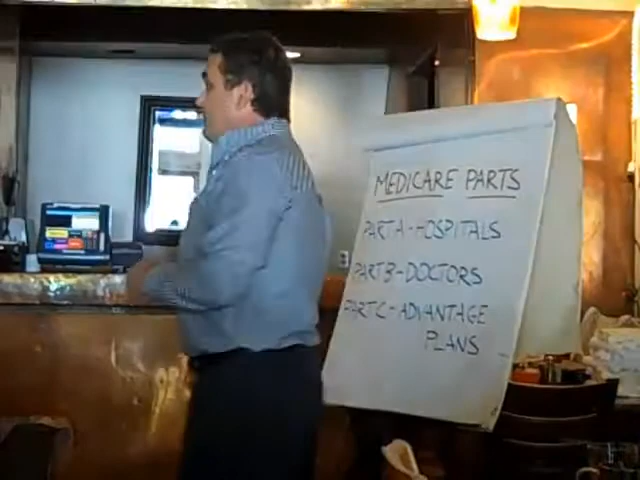 MEDICARE PARTS
PART A - HOSPITALS
PART B - DOCTORS
PART C - ADVANTAGE
PLANS